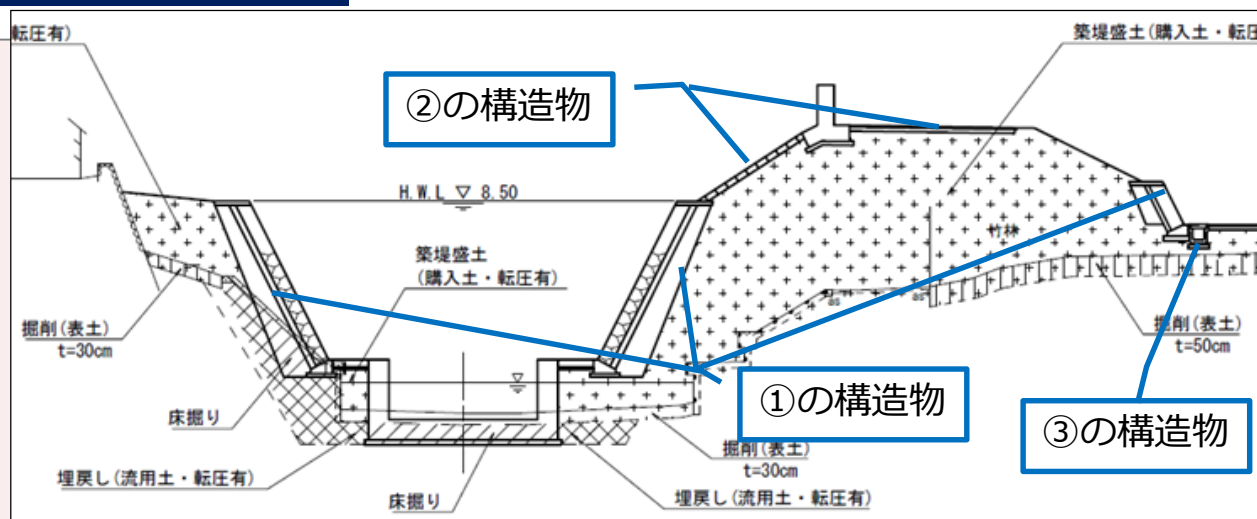 転圧有)
築堤盛土(購入土・転圧
②の構造物
H.W.L ▽ 8.50
築堤盛土
(購入土・転圧有)
竹林
掘削(表土)
t=30cm
as
as
掘削(表土)
t=50cm
①の構造物
③の構造物
床掘り
掘削(表土)
t=30cm
埋戻し(流用土・転圧有)
床掘り
埋戻し(流用土・転圧有)